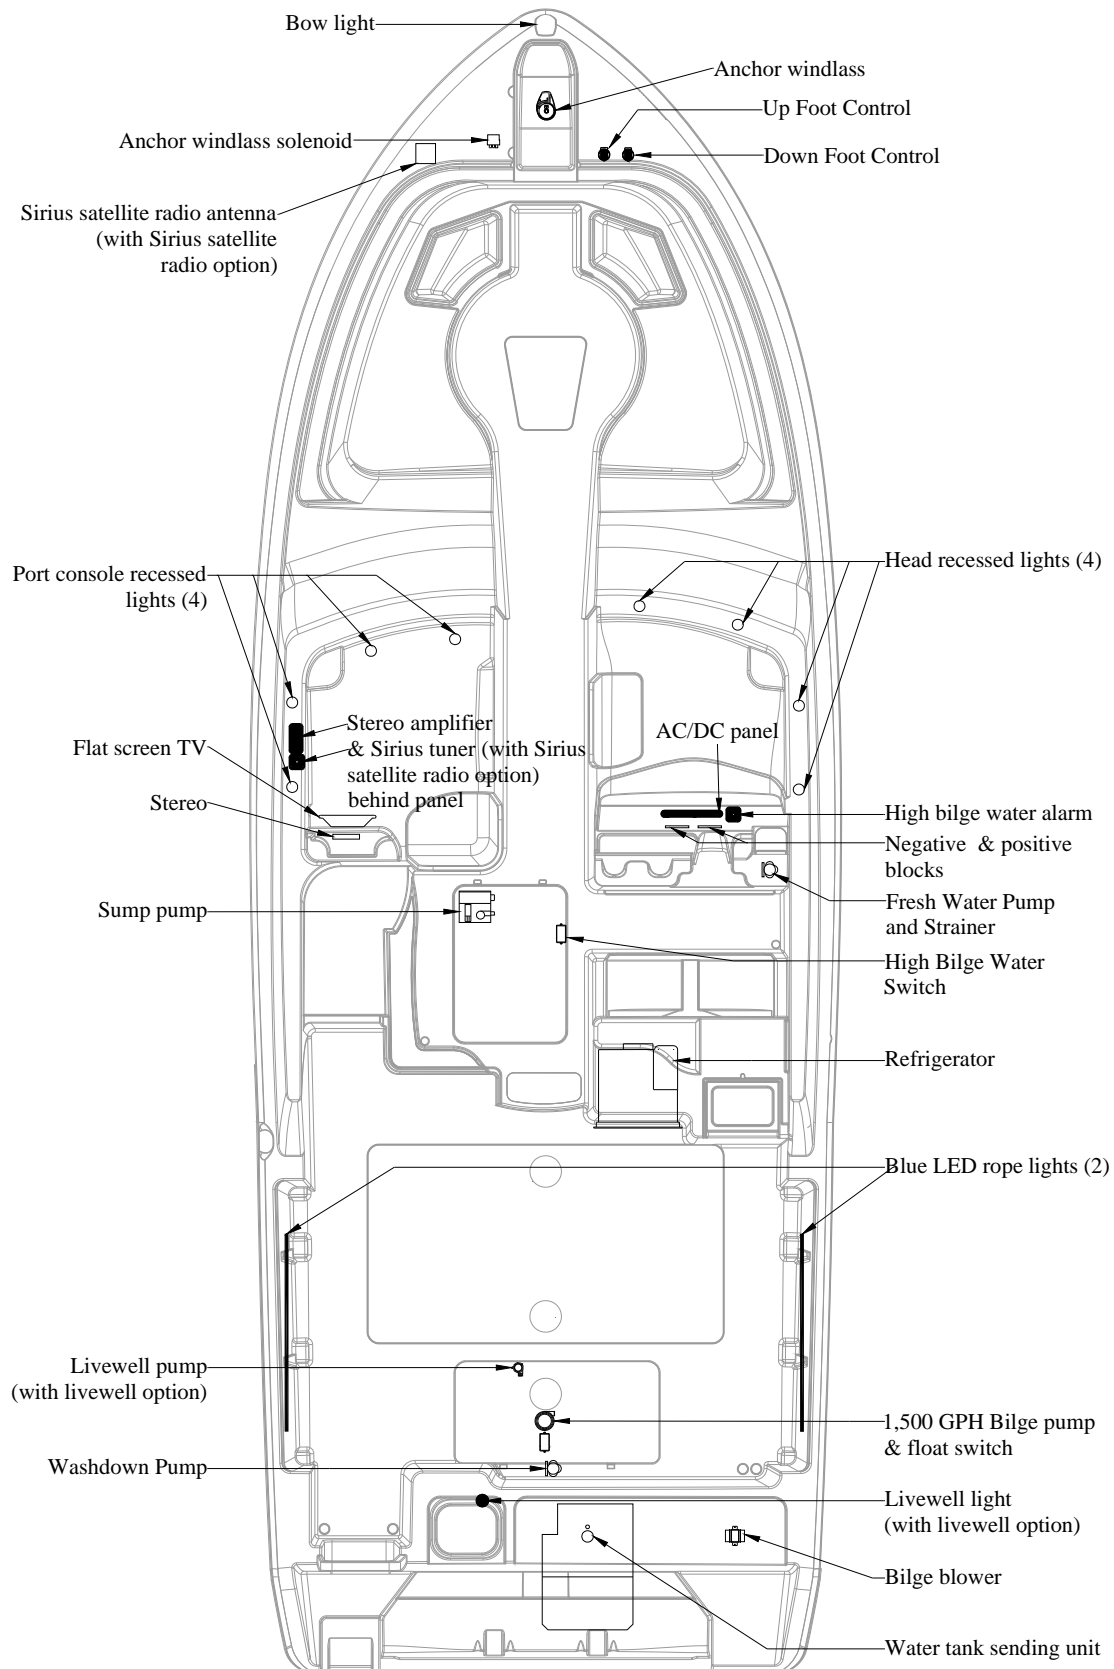 Bow light
Anchor windlass
Up Foot Control
Anchor windlass solenoid
Down Foot Control
Sirius satellite radio antenna
(with Sirius satellite
radio option)
Port console recessed
lights (4)
Head recessed lights (4)
Stereo amplifier
& Sirius tuner (with Sirius
satellite radio option)
behind panel
AC/DC panel
Flat screen TV
Stereo
High bilge water alarm
Negative & positive
blocks
Sump pump
Fresh Water Pump
and Strainer
High Bilge Water
Switch
Refrigerator
Blue LED rope lights (2)
Livewell pump
(with livewell option)
1,500 GPH Bilge pump
& float switch
Washdown Pump
Livewell light
(with livewell option)
Bilge blower
Water tank sending unit